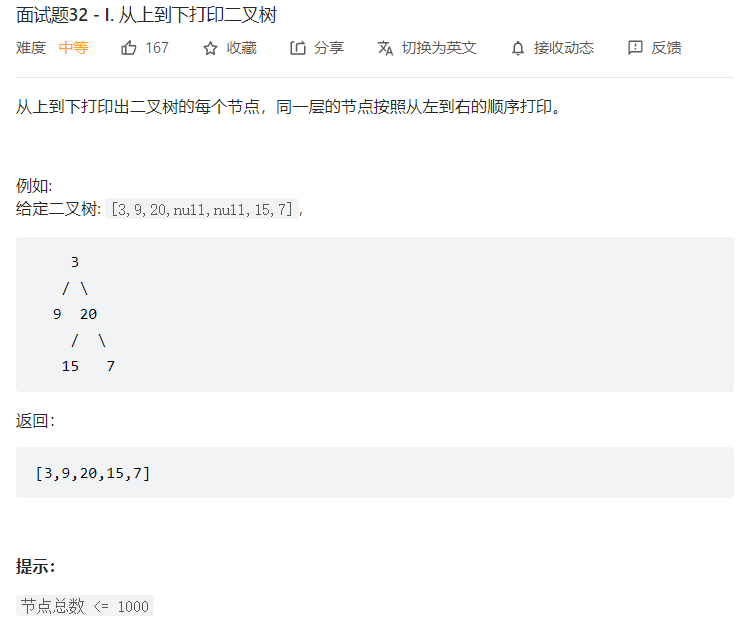 面试题32 - I. 从上到下打印二叉树
难度 中等 167 收藏 分享 切换为英文 接收动态 反馈
从上到下打印出二叉树的每个节点，同一层的节点按照从左到右的顺序打印。
例如:
给定二叉树: [3,9,20,null,null,15,7],
3
/ \
9 20
/ \
15 7
返回：
[3,9,20,15,7]
提示：
节点总数 <= 1000